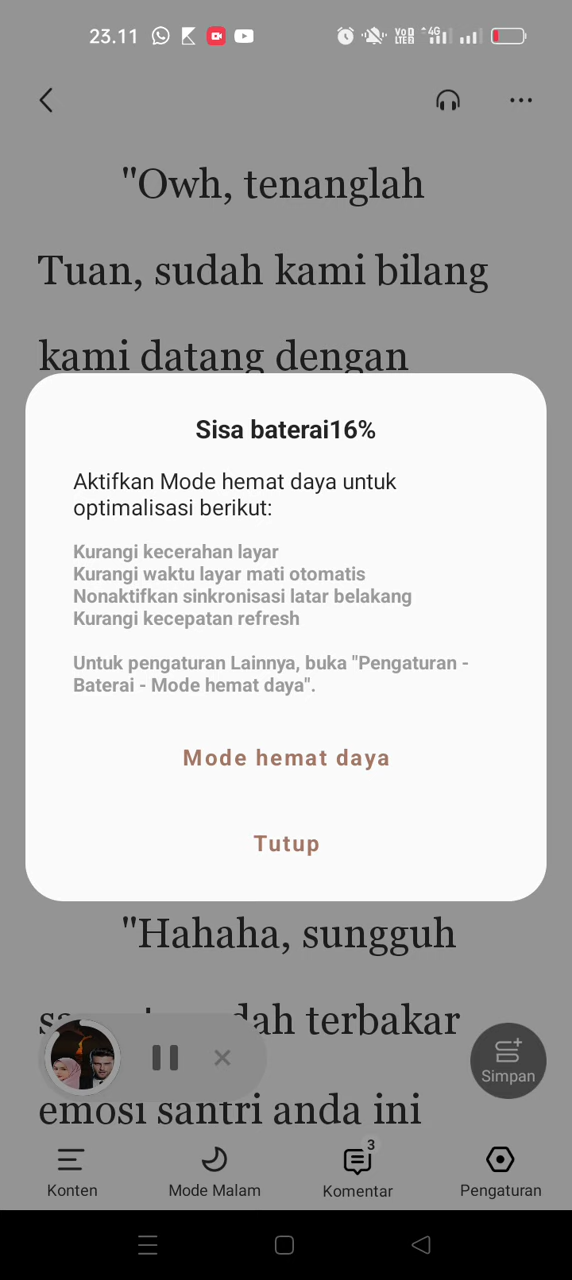 23.11
VoD
LTE2
4G
"Owh, tenanglah
Tuan, sudah kami bilang
kami datang dengan
Sisa baterai16%
Aktifkan Mode hemat daya untuk
optimalisasi berikut:
Kurangi kecerahan layar
Kurangi waktu layar mati otomatis
Nonaktifkan sinkronisasi latar belakang
Kurangi kecepatan refresh
Untuk pengaturan Lainnya, buka "Pengaturan -
Baterai - Mode hemat daya".
Mode hemat daya
Tutup
"Hahaha, sungguh
terbakar
Simpan
emosi santri anda ini
Konten
Mode Malam
3
Komentar
Pengaturan